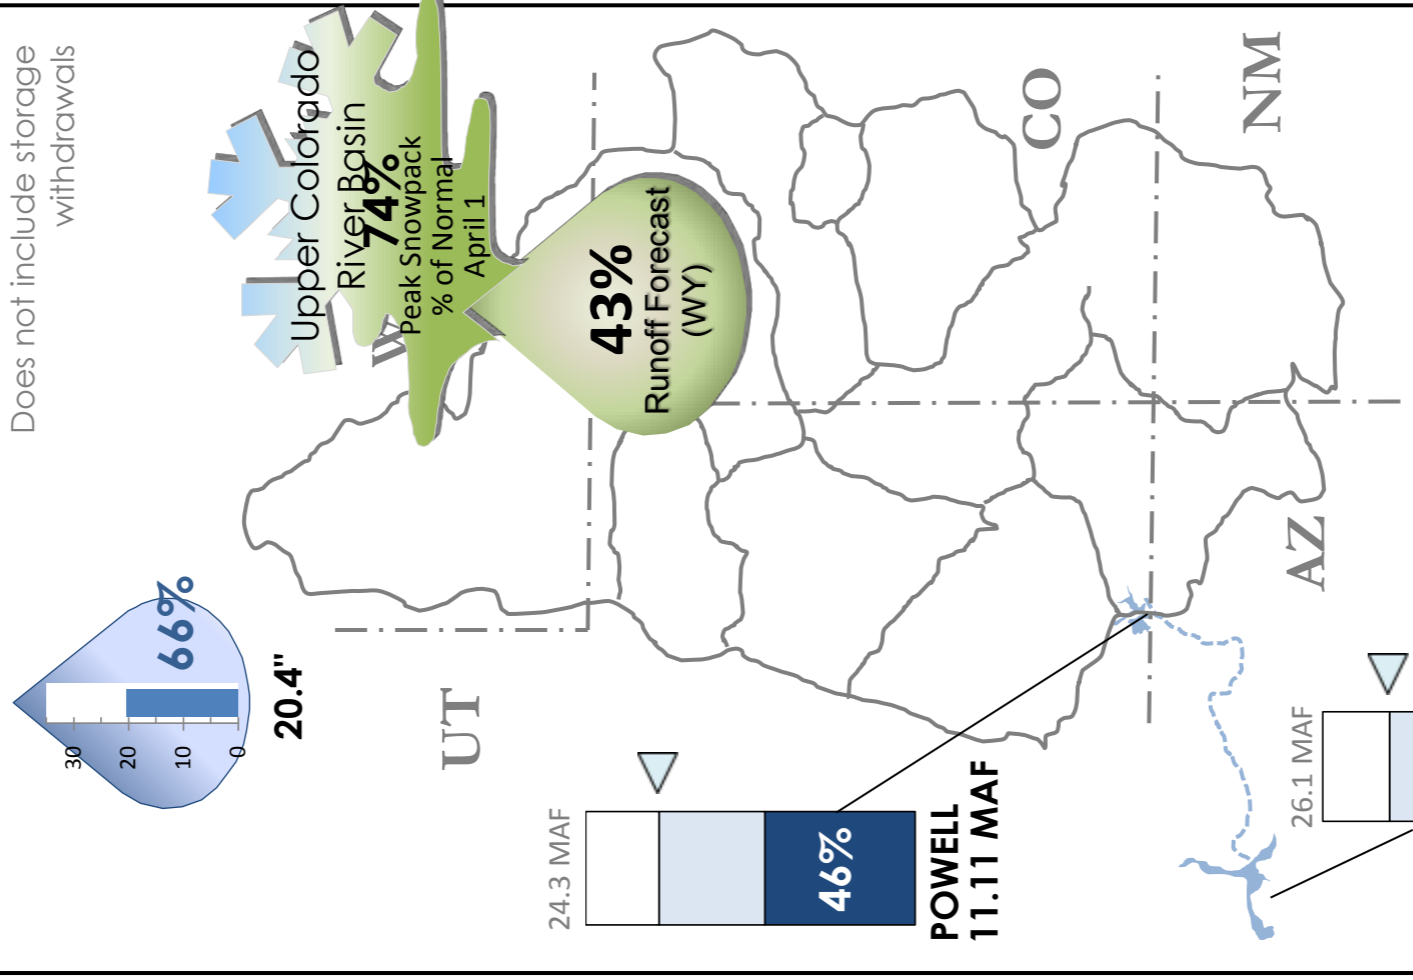 Does not include storage
withdrawals
Upper Colorado
River Basin
74%
Peak Snowpack
% of Normal
April 1
43%
Runoff Forecast
(WY)
30
20
10
0
66%
20.4"
UT
CO
NM
AZ
24.3 MAF
46%
POWELL
11.11 MAF
26.1 MAF